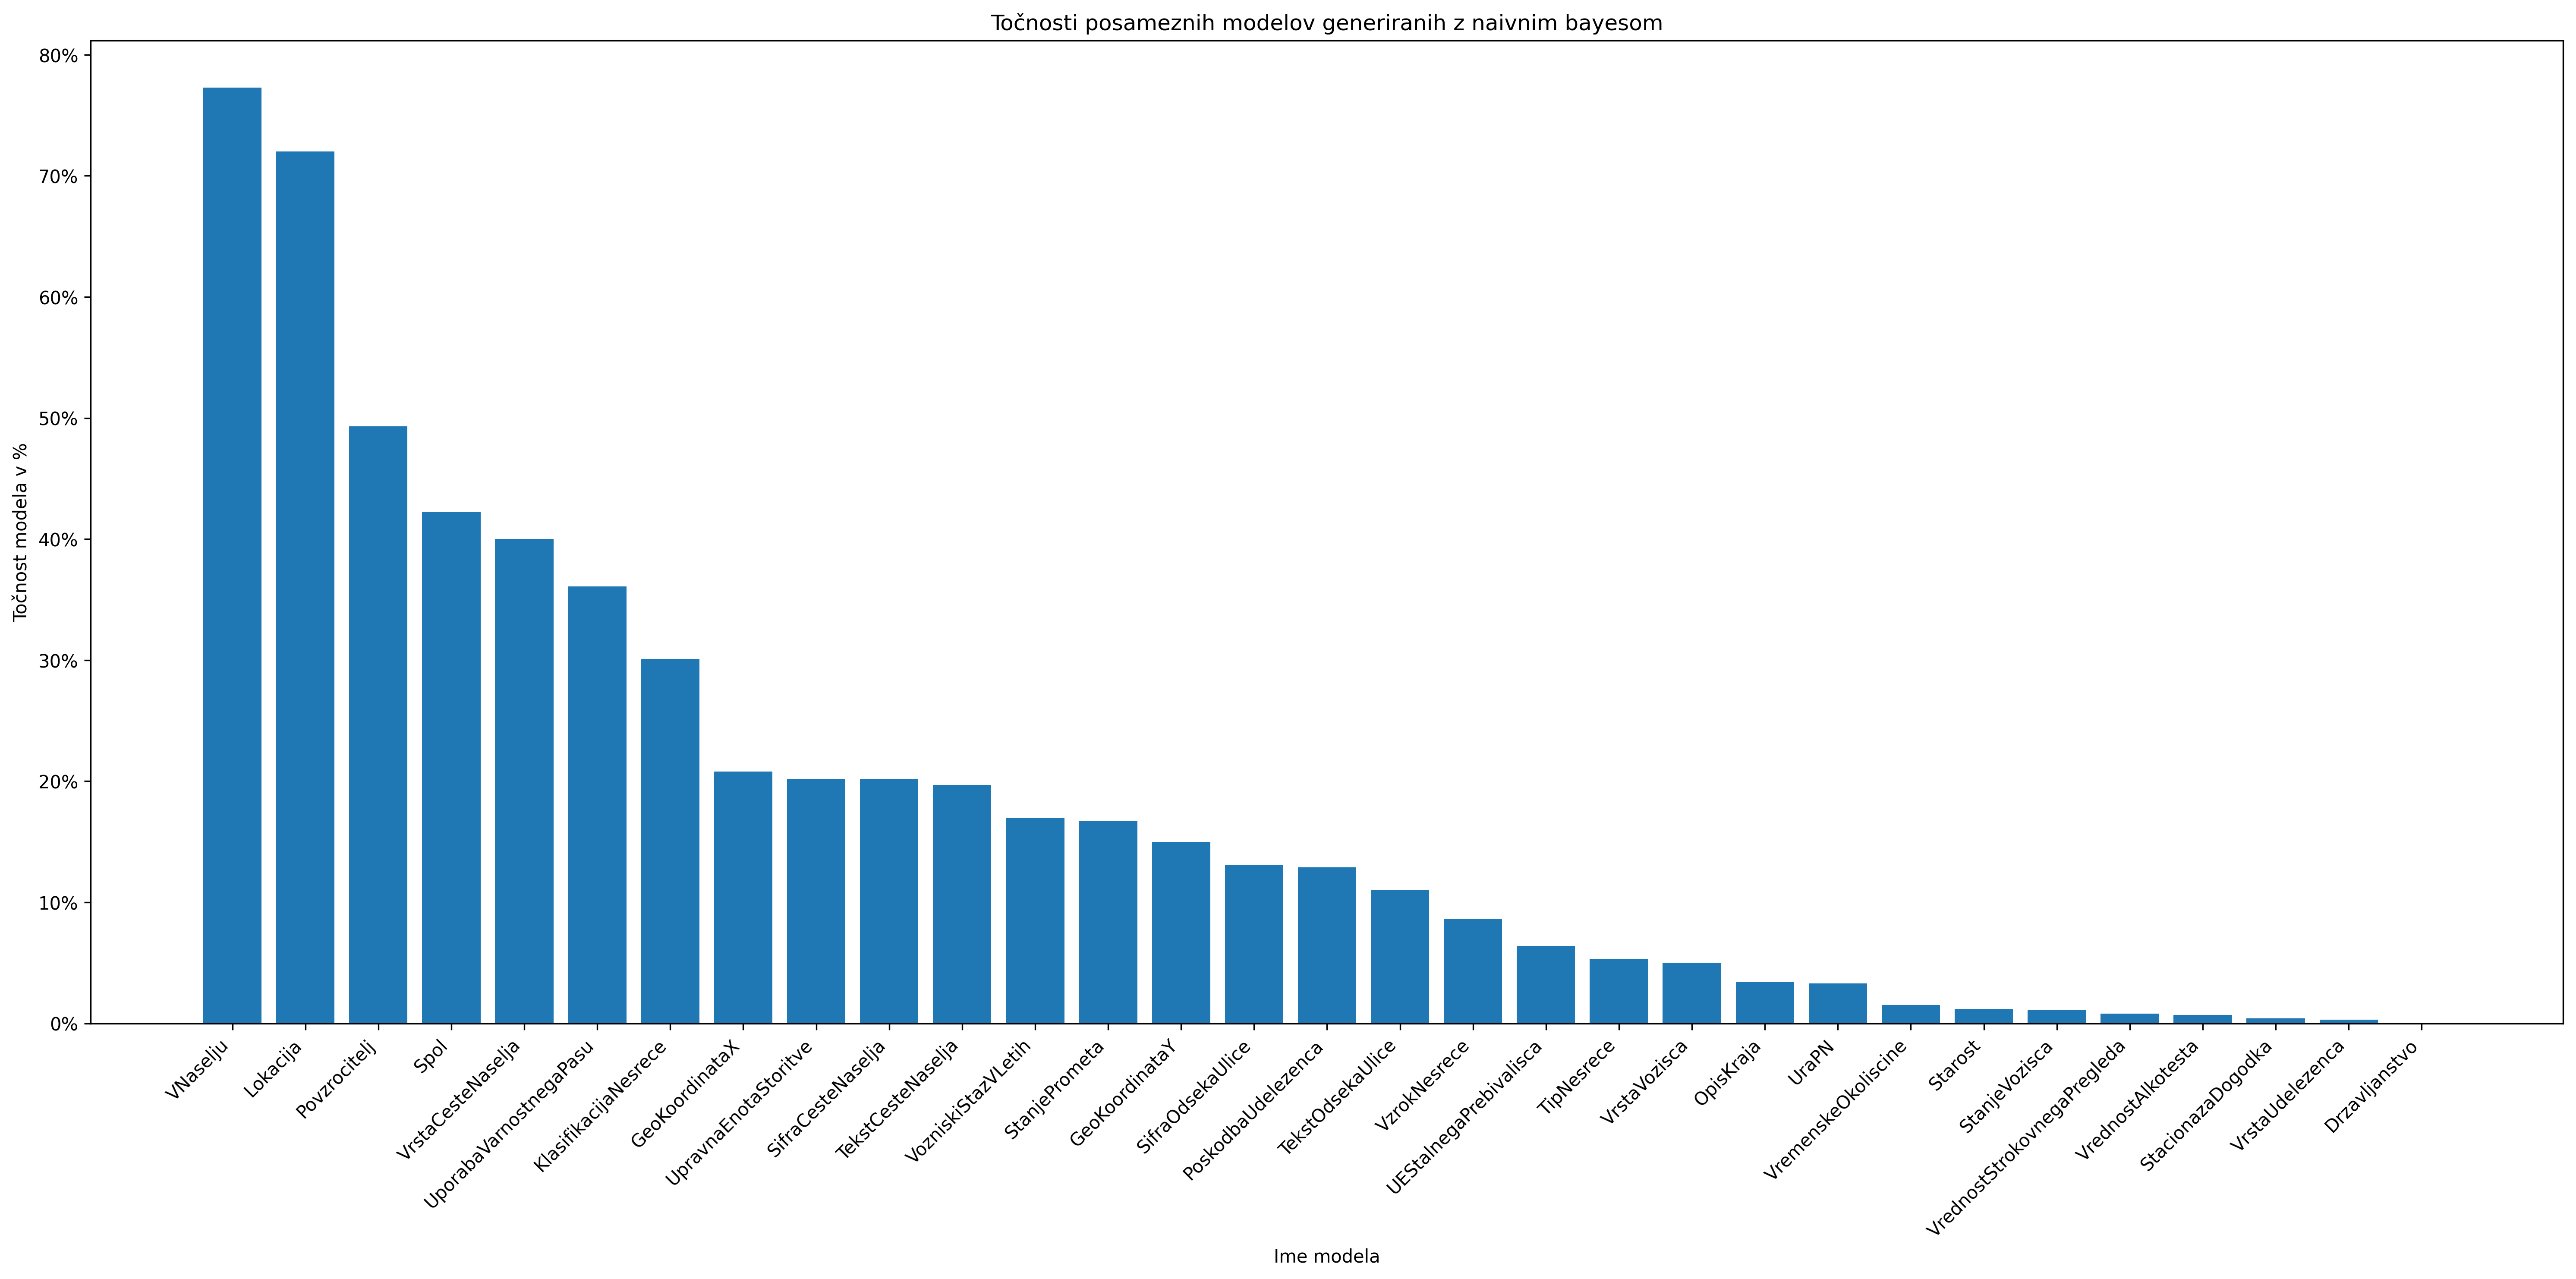 Točnosti posameznih modelov generiranih z naivnim bayesom
80%
70%
60%
50%
40%
30%
20%
10%
0%
Točnost modela v %
VNaselju
Lokacija
Povzrocitelj
Spol
VrstaCesteNaselja
UporabaVarnostnegaPasu
KlasifikacijaNesrece
GeoKoordinataX
UpravnaEnotaStoritve
SifraCesteNaselja
TekstCesteNaselja
VozniskiStazVLetih
StanjePrometa
GeoKoordinataY
SifraOdsekaUlice
PoskodbaUdelezenca
TekstOdsekaUlice
VzrokNesrece
UEStalnegaPrebivalisca
TipNesrece
VrstaVozisca
OpisKraja
UraPN
VremenskeOkoliscine
Starost
StanjeVozisca
VrednostStrokovnegaPregleda
VrednostAlkotesta
StacionazaDogodka
VrstaUdelezenca
Drzavljanstvo
Ime modela